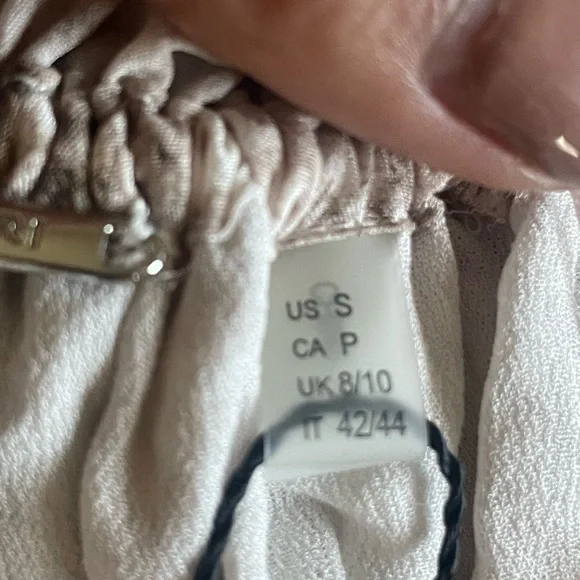 US S
CA P
UK 8/10
IT 42/44